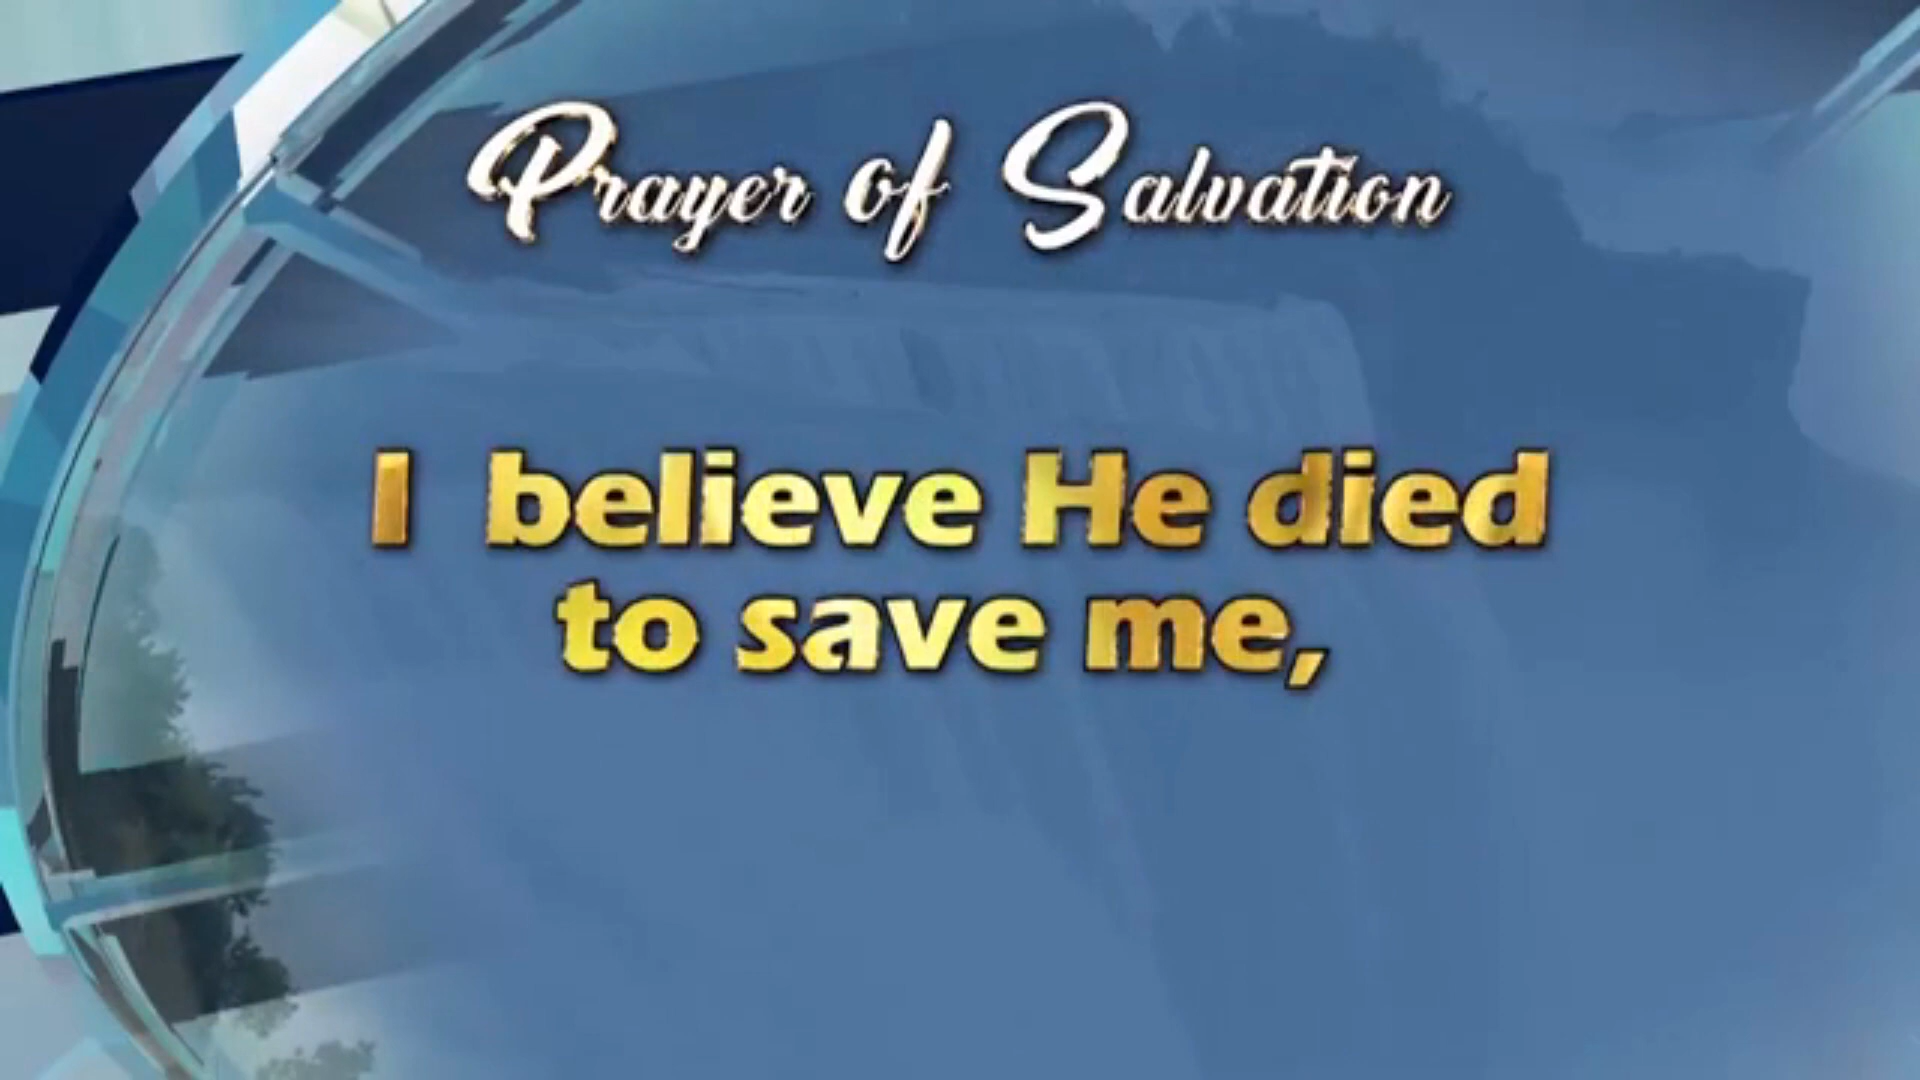 Prayer of Salvation
I believe He died
to save me,